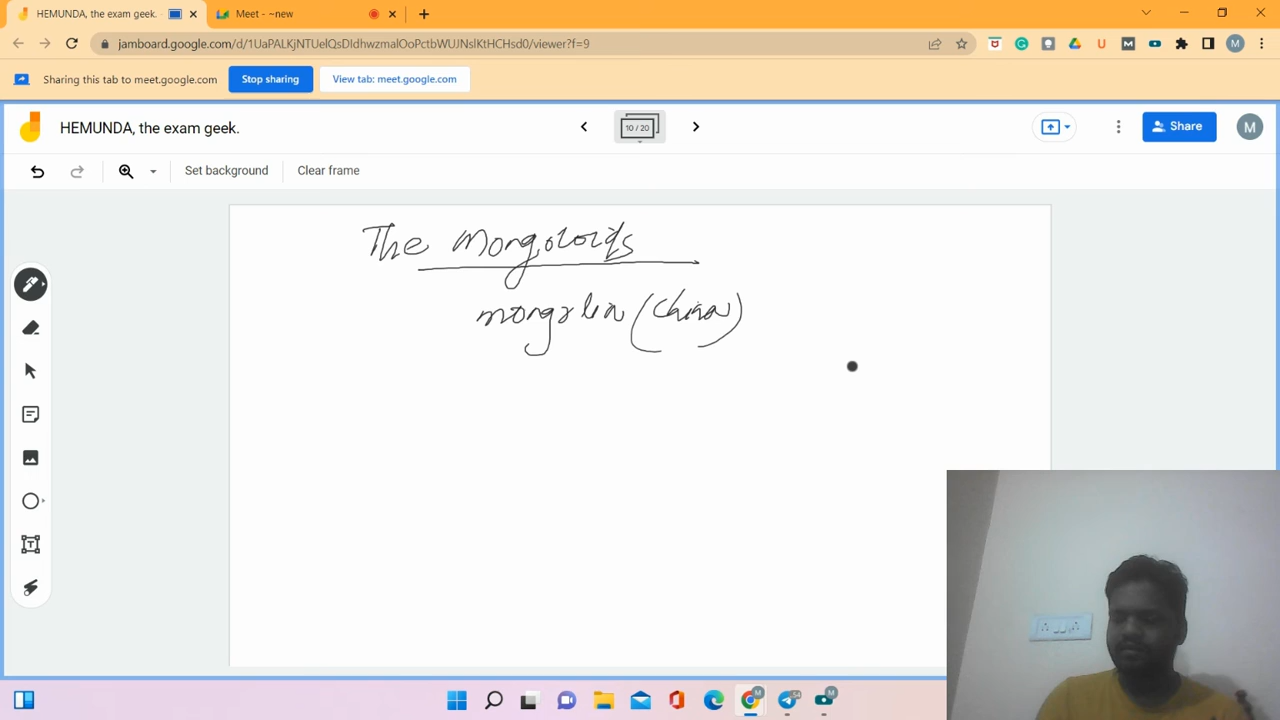 HEMUNDA, the exam geek.
Meet - ~new
jamboard.google.com/d/1UaPALKjNTUelQsDIdhwzmalOoPctbWUJNslKtHCHsd0/viewer?f=9
M
Sharing this tab to meet.google.com
Stop sharing
View tab: meet.google.com
HEMUNDA, the exam geek.
10 / 20
Share
M
Set background
Clear frame
The Mongoloids
mongolia (China)